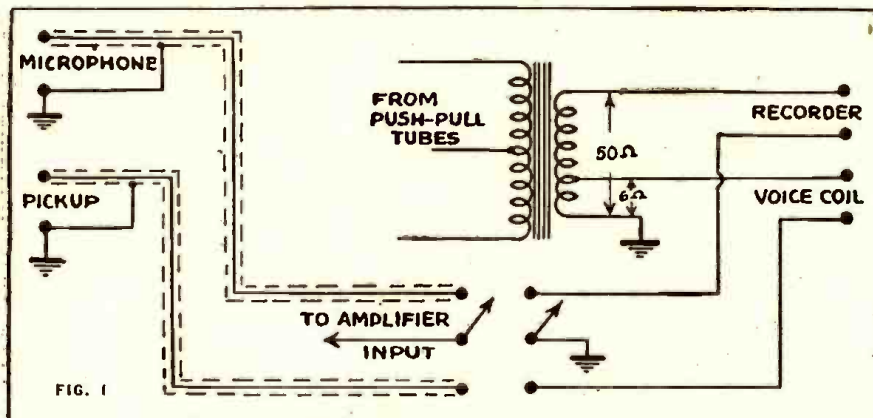 MICROPHONE
PICKUP
FROM
PUSH-PULL
TUBES
50Ω
6Ω
RECORDER
VOICE COIL
TO AMPLIFIER
INPUT
FIG. 1